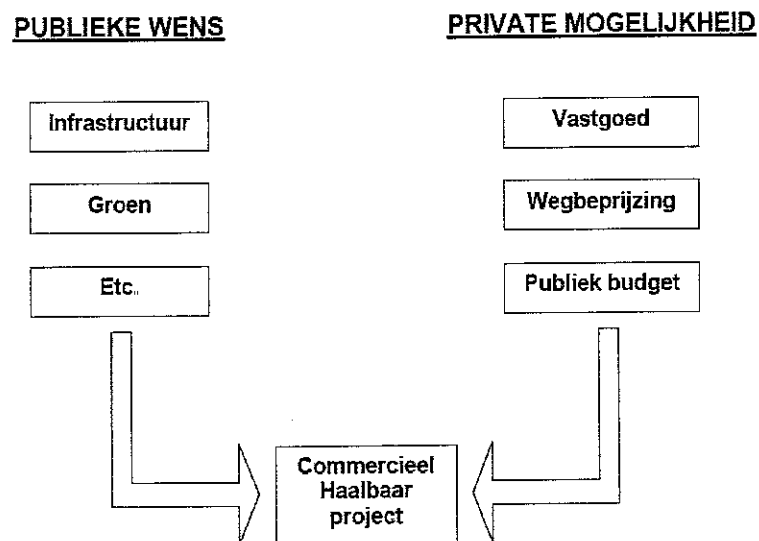 PUBLIEKE WENS
PRIVATE MOGELIJKHEID
Infrastructuur
Vastgoed
Groen
Wegbeprijzing
Etc.
Publiek budget
Commercieel
Haalbaar
project